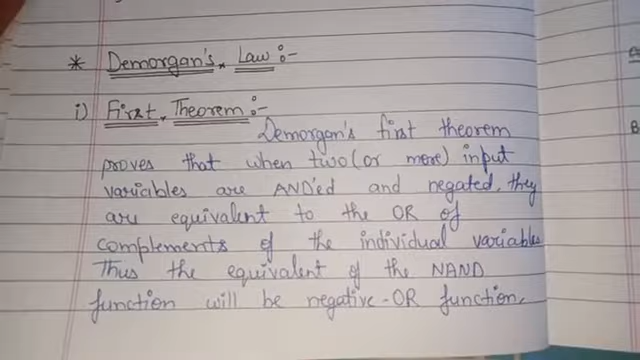 * Demorgan's Law :-
i) First Theorem :-
Demorgan's first theorem
proves that when two (or more) input
variables are AND'ed and negated, they
are equivalent to the OR of
complements of the individual variables
Thus the equivalent of the NAND
function will be negative-OR function.